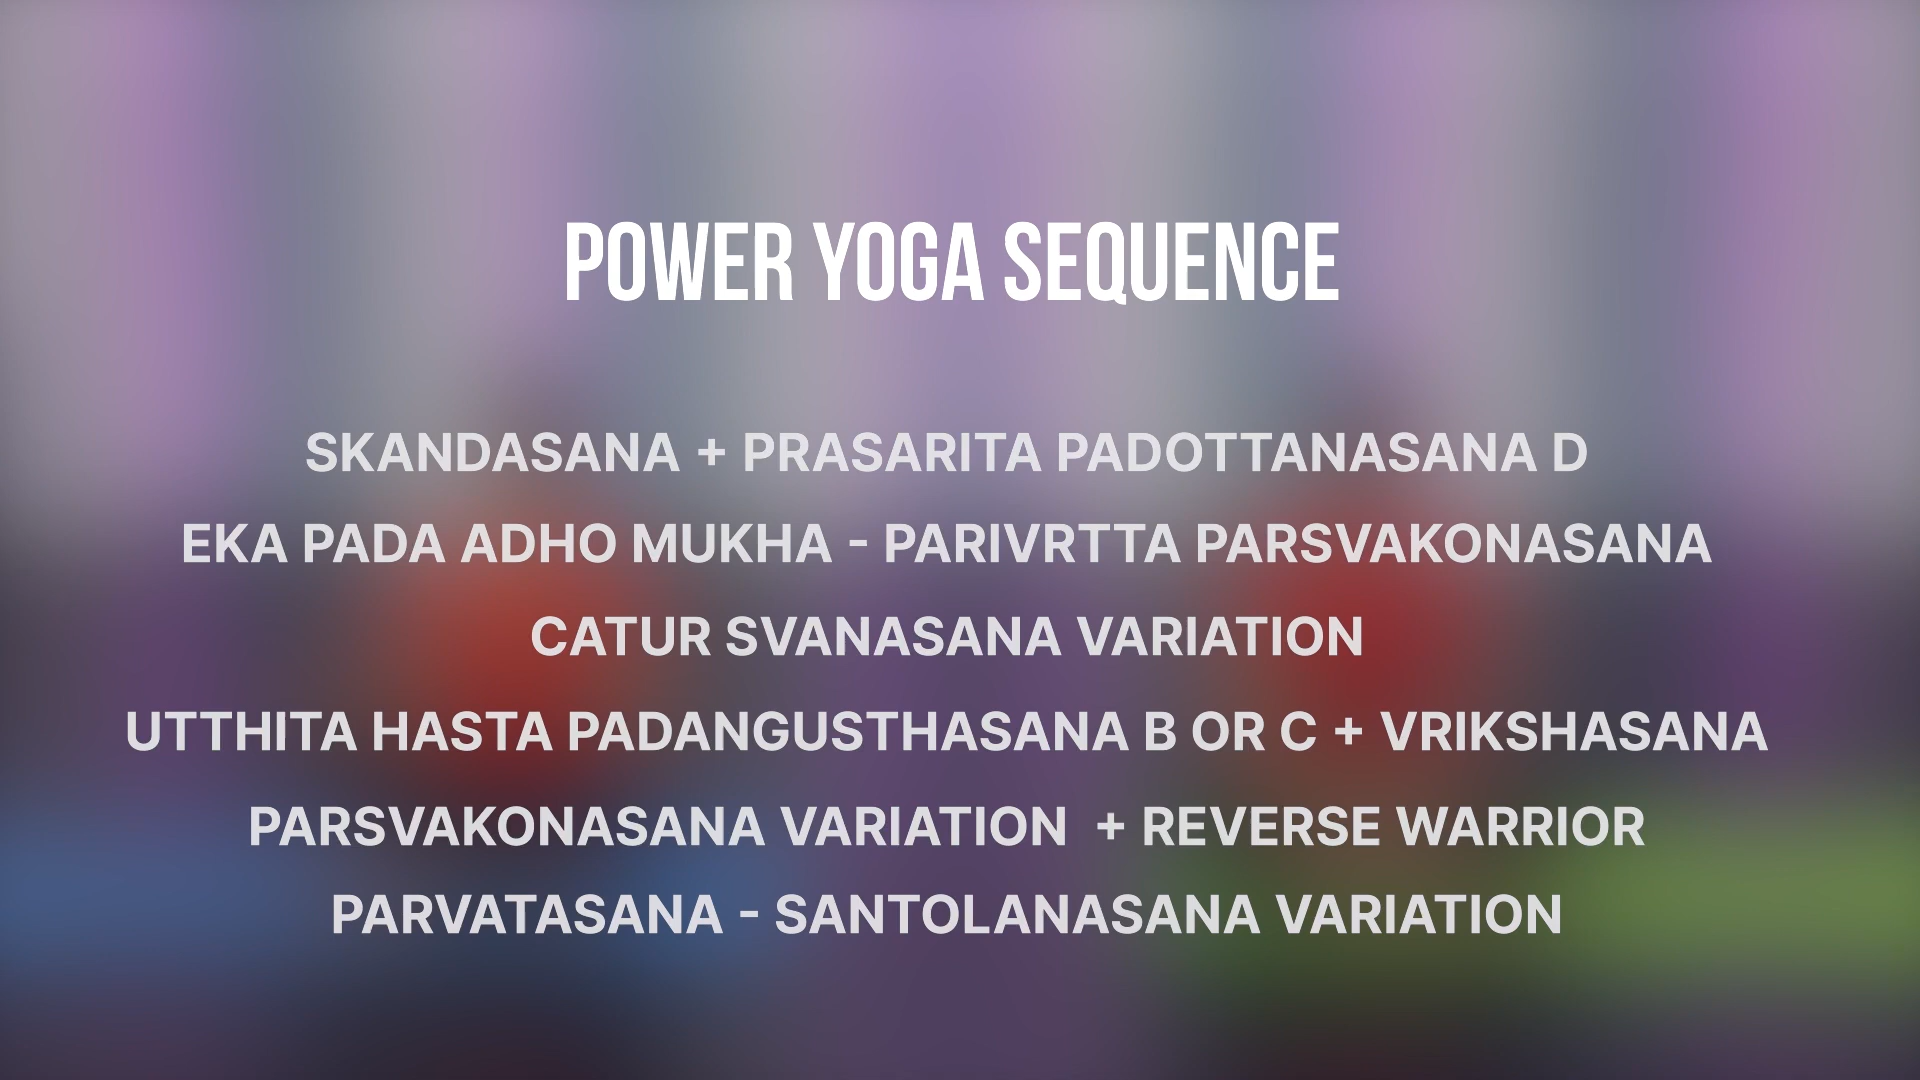 POWER YOGA SEQUENCE
SKANDASANA + PRASARITA PADOTTANASANA D
EKA PADA ADHO MUKHA - PARIVRTTA PARSVAKONASANA
CATUR SVANASANA VARIATION
UTTHITA HASTA PADANGUSTHASANA B OR C + VRIKSHASANA
PARSVAKONASANA VARIATION + REVERSE WARRIOR
PARVATASANA - SANTOLANASANA VARIATION